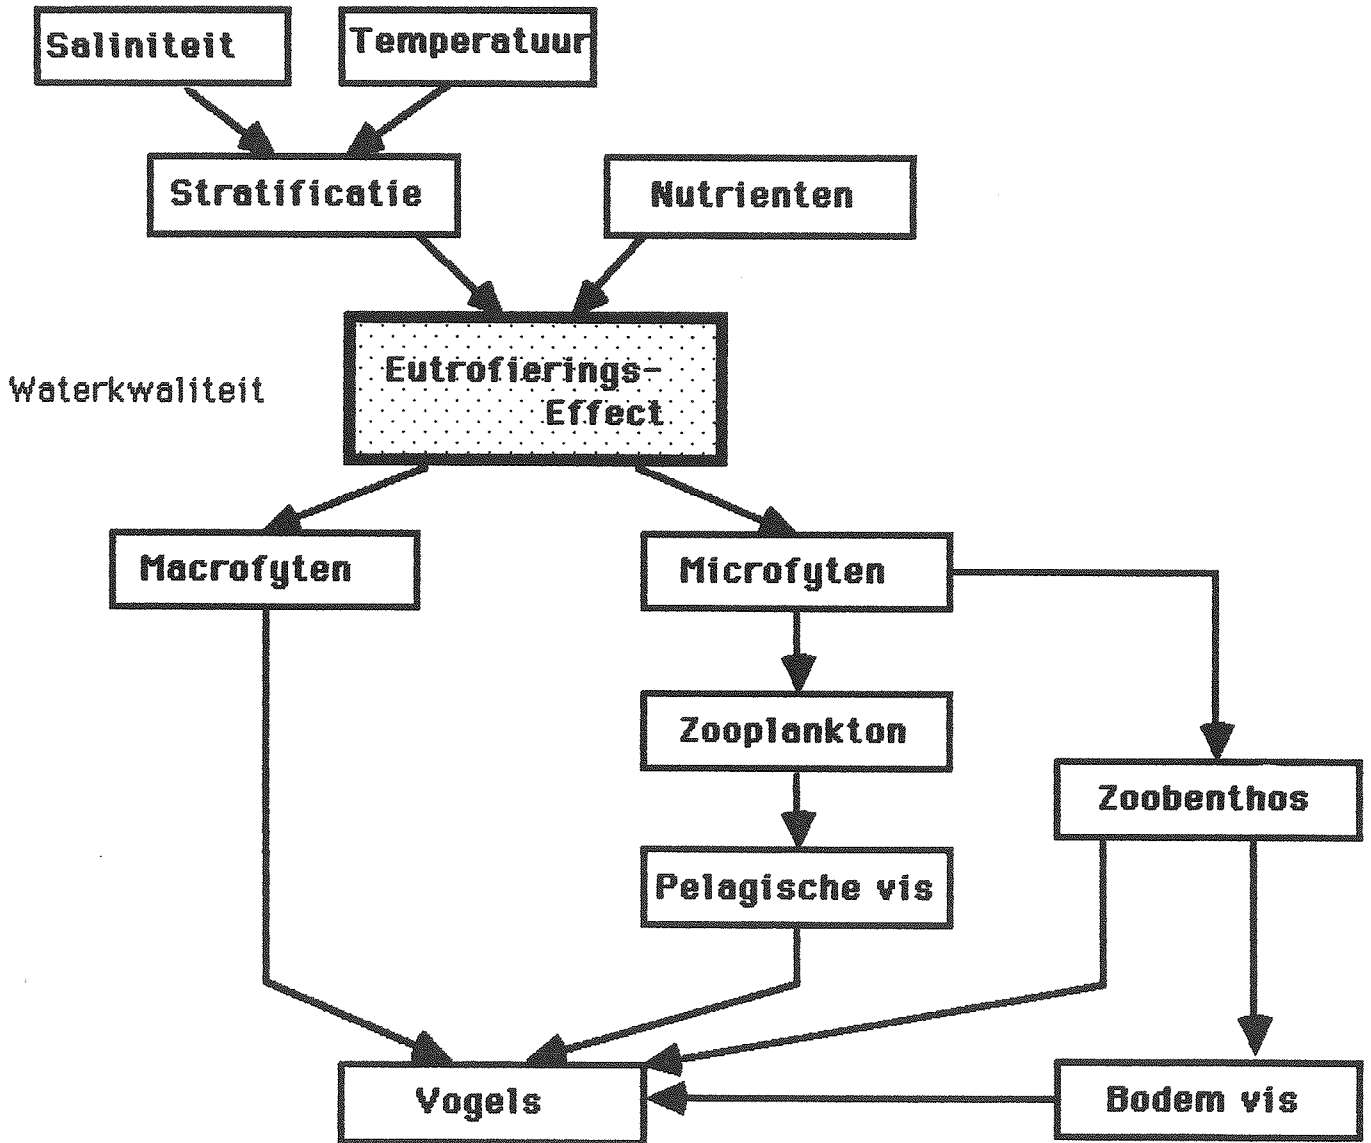 Saliniteit
Temperatuur
Stratificatie
Nutrienten
Waterkwaliteit
Eutrofierings-
Effect
Macrofyten
Microfyten
Zooplankton
Zoobenthos
Pelagische vis
Vogels
Bodem vis